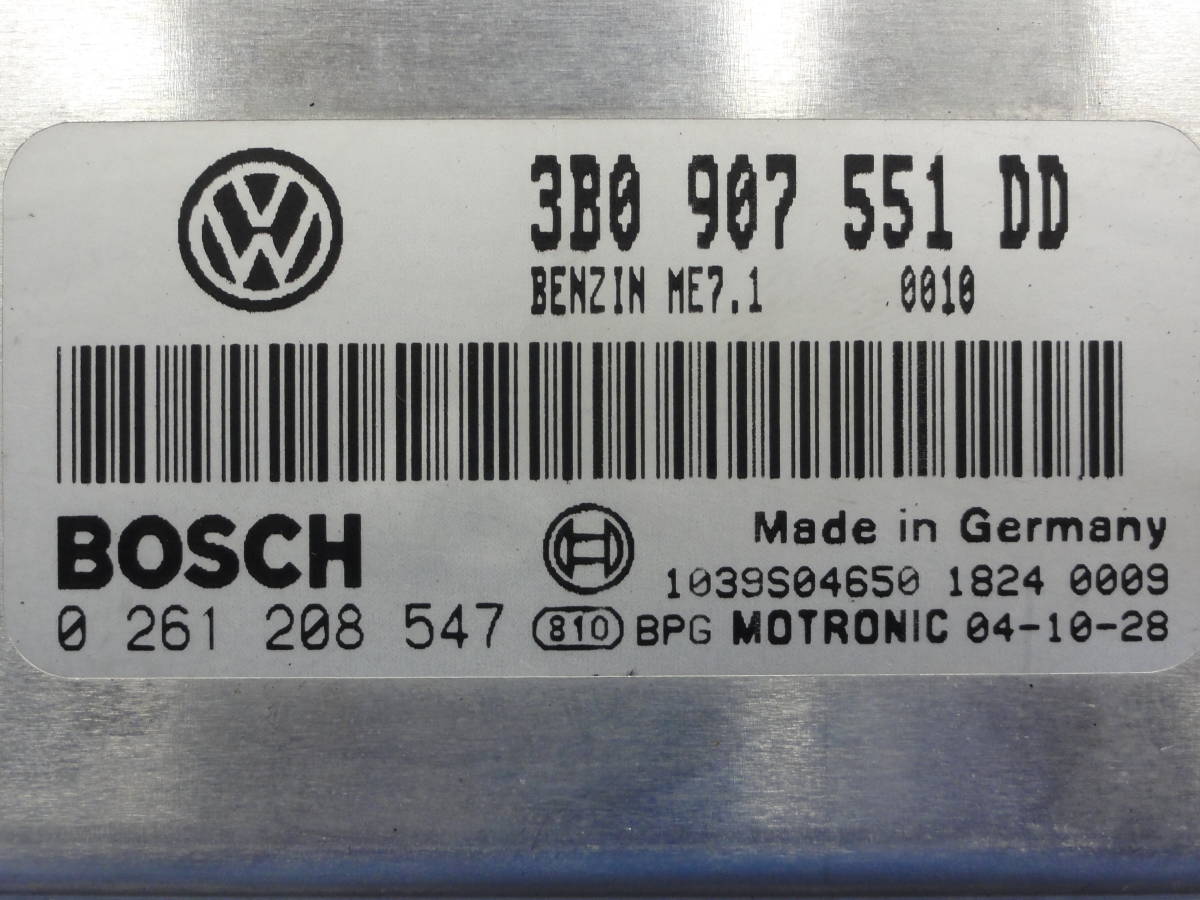 3B0 907 551 DD
BENZIN ME7.1 0010
BOSCH
Made in Germany
1039S04650 1824 0009
0 261 208 547 810 BPG MOTRONIC 04-10-28